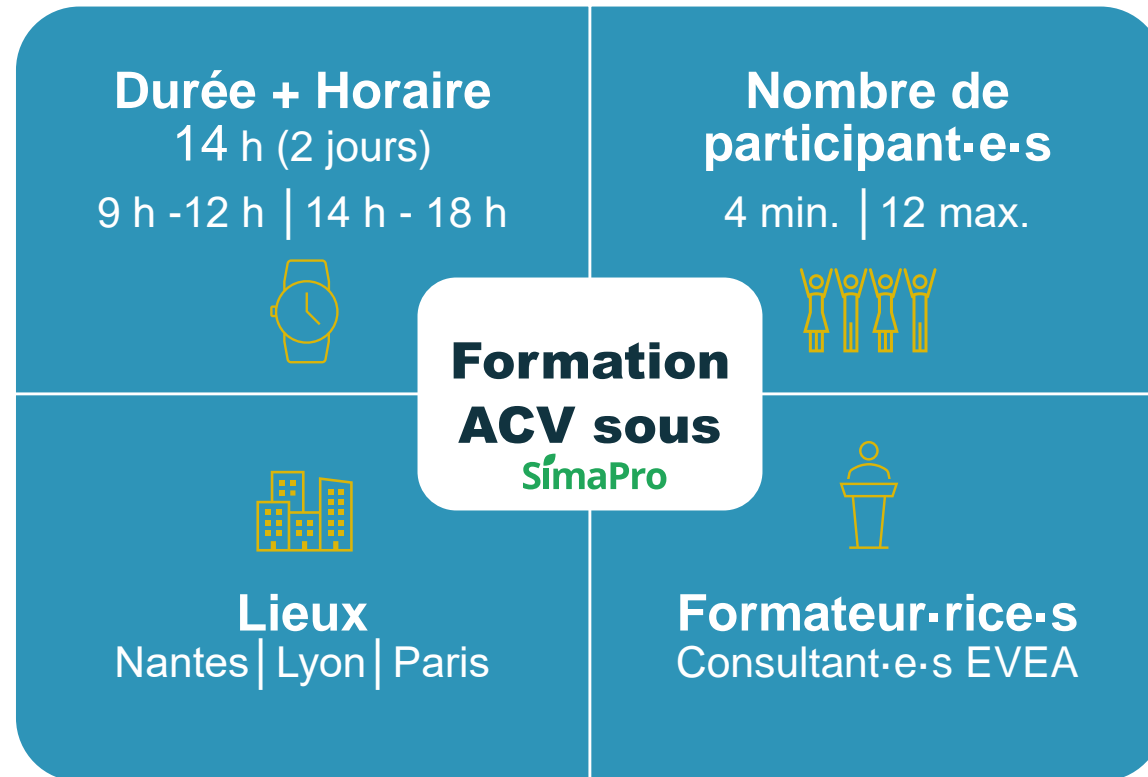 Durée + Horaire
14 h (2 jours)
9 h -12 h | 14 h - 18 h
Nombre de
participant·e·s
4 min. | 12 max.
Formation
ACV sous
SimaPro
Lieux
Nantes | Lyon | Paris
Formateur·rice·s
Consultant·e·s EVEA